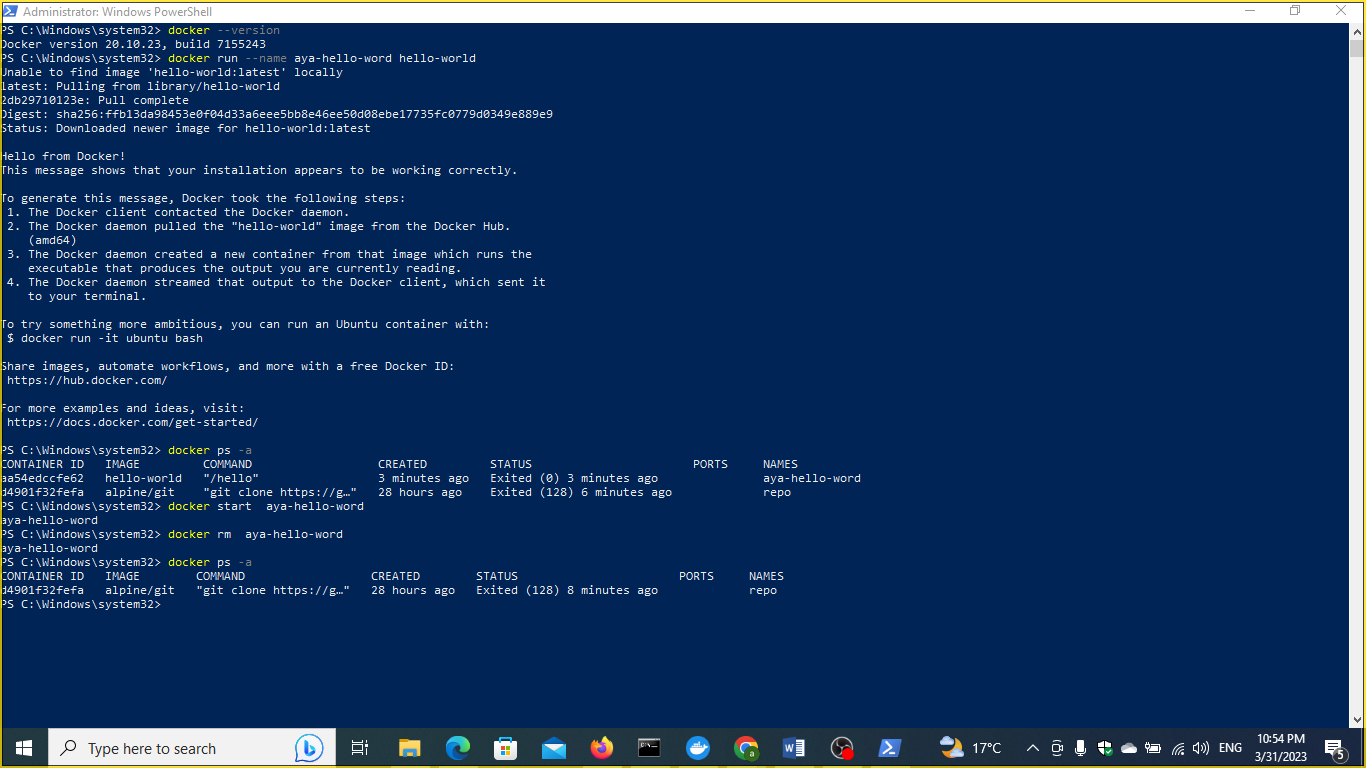 Administrator: Windows PowerShell
PS C:\Windows\system32> docker --version
Docker version 20.10.23, build 7155243
PS C:\Windows\system32> docker run --name aya-hello-word hello-world
Unable to find image 'hello-world:latest' locally
latest: Pulling from library/hello-world
2db29710123e: Pull complete
Digest: sha256:ffb13da98453e0f04d33a6eee5bb8e46ee50d08ebe17735fc0779d0349e889e9
Status: Downloaded newer image for hello-world:latest
Hello from Docker!
This message shows that your installation appears to be working correctly.
To generate this message, Docker took the following steps:
1. The Docker client contacted the Docker daemon.
2. The Docker daemon pulled the "hello-world" image from the Docker Hub.
(amd64)
3. The Docker daemon created a new container from that image which runs the
executable that produces the output you are currently reading.
4. The Docker daemon streamed that output to the Docker client, which sent it
to your terminal.
To try something more ambitious, you can run an Ubuntu container with:
$ docker run -it ubuntu bash
Share images, automate workflows, and more with a free Docker ID:
https://hub.docker.com/
For more examples and ideas, visit:
https://docs.docker.com/get-started/
PS C:\Windows\system32> docker ps -a
CONTAINER ID IMAGE COMMAND CREATED STATUS PORTS NAMES
aa54edccfe62 hello-world "/hello" 3 minutes ago Exited (0) 3 minutes ago aya-hello-word
d4901f32fefa alpine/git "git clone https://g…" 28 hours ago Exited (128) 6 minutes ago repo
PS C:\Windows\system32> docker start aya-hello-word
aya-hello-word
PS C:\Windows\system32> docker rm aya-hello-word
aya-hello-word
PS C:\Windows\system32> docker ps -a
CONTAINER ID IMAGE COMMAND CREATED STATUS PORTS NAMES
d4901f32fefa alpine/git "git clone https://g…" 28 hours ago Exited (128) 8 minutes ago repo
PS C:\Windows\system32>
Type here to search
17°C
ENG
10:54 PM
3/31/2023
5